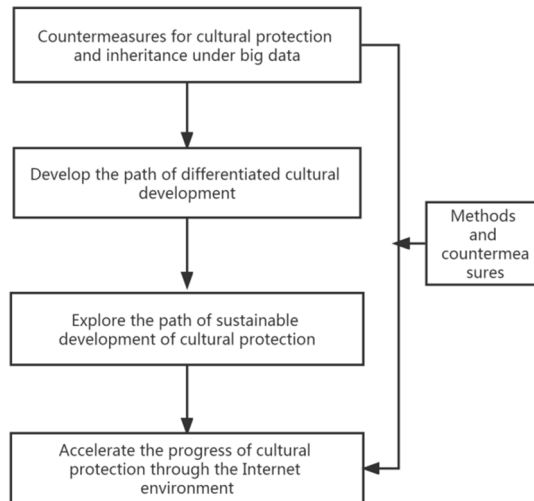 Countermeasures for cultural protection
and inheritance under big data
Develop the path of differentiated cultural
development
Methods
and
countermea
sures
Explore the path of sustainable
development of cultural protection
Accelerate the progress of cultural
protection through the Internet
environment